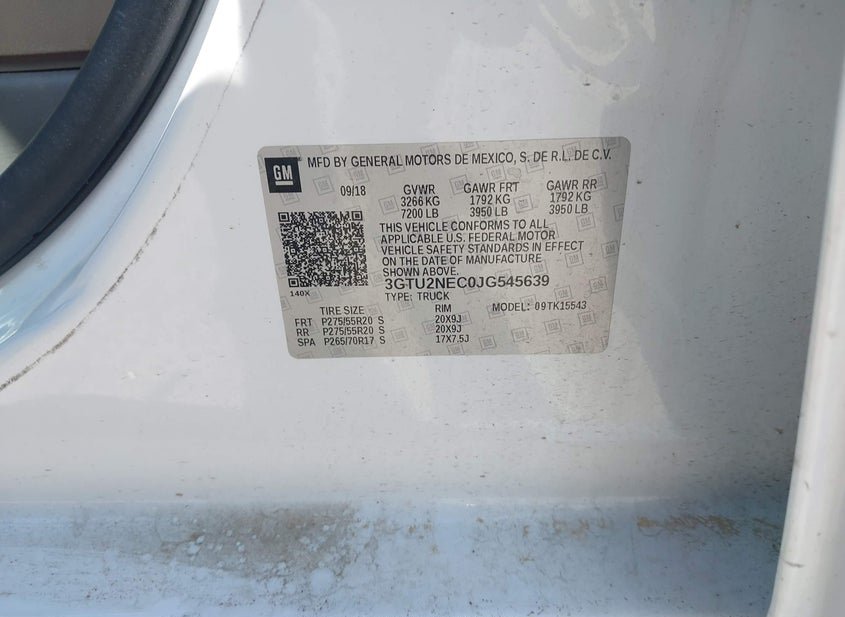 GM
MFD BY GENERAL MOTORS DE MEXICO, S. DE R.L. DE C.V.
09/18 GVWR GAWR FRT GAWR RR
3266 KG 1792 KG 1792 KG
7200 LB 3950 LB 3950 LB
THIS VEHICLE CONFORMS TO ALL
APPLICABLE U.S. FEDERAL MOTOR
VEHICLE SAFETY STANDARDS IN EFFECT
ON THE DATE OF MANUFACTURE
SHOWN ABOVE.
140X
3GTU2NEC0JG545639
TYPE: TRUCK MODEL: 09TK15543
TIRE SIZE RIM
FRT P275/55R20 S 20X9J
RR P275/55R20 S 20X9J
SPA P265/70R17 S 17X7.5J